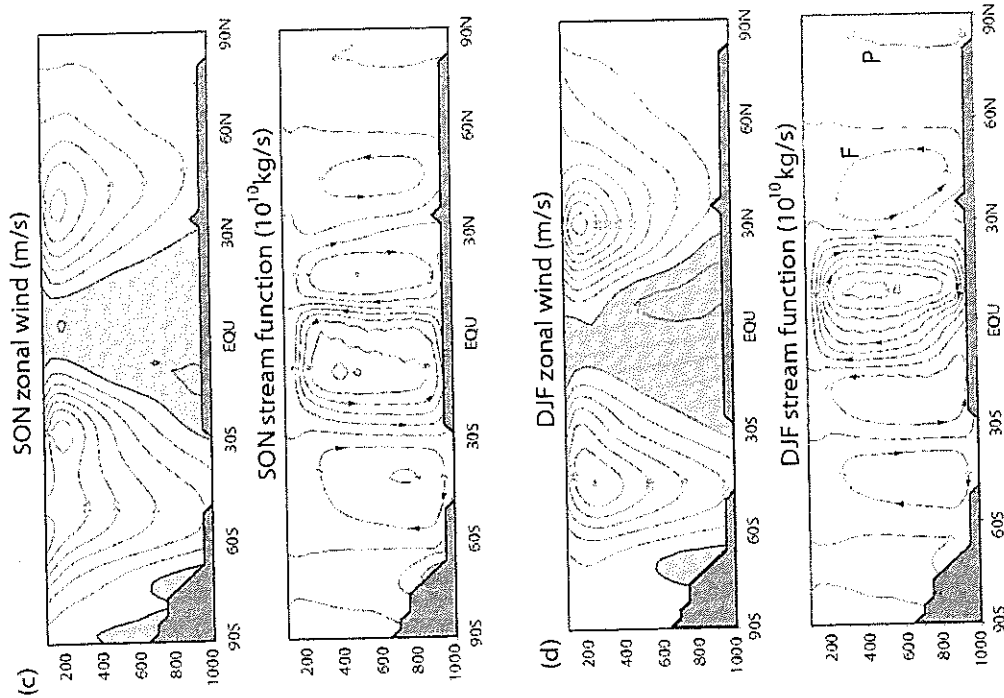 (c)
SON zonal wind (m/s)
200
400
600
800
1000
90S
60S
30S
EQU
30N
60N
90N
SON stream function (10¹⁰kg/s)
200
400
600
800
1000
90S
60S
30S
EQU
30N
60N
90N
(d)
DJF zonal wind (m/s)
200
400
600
800
1000
90S
60S
30S
EQU
30N
60N
90N
DJF stream function (10¹⁰kg/s)
F
P
200
400
600
800
1000
90S
60S
30S
EQU
30N
60N
90N